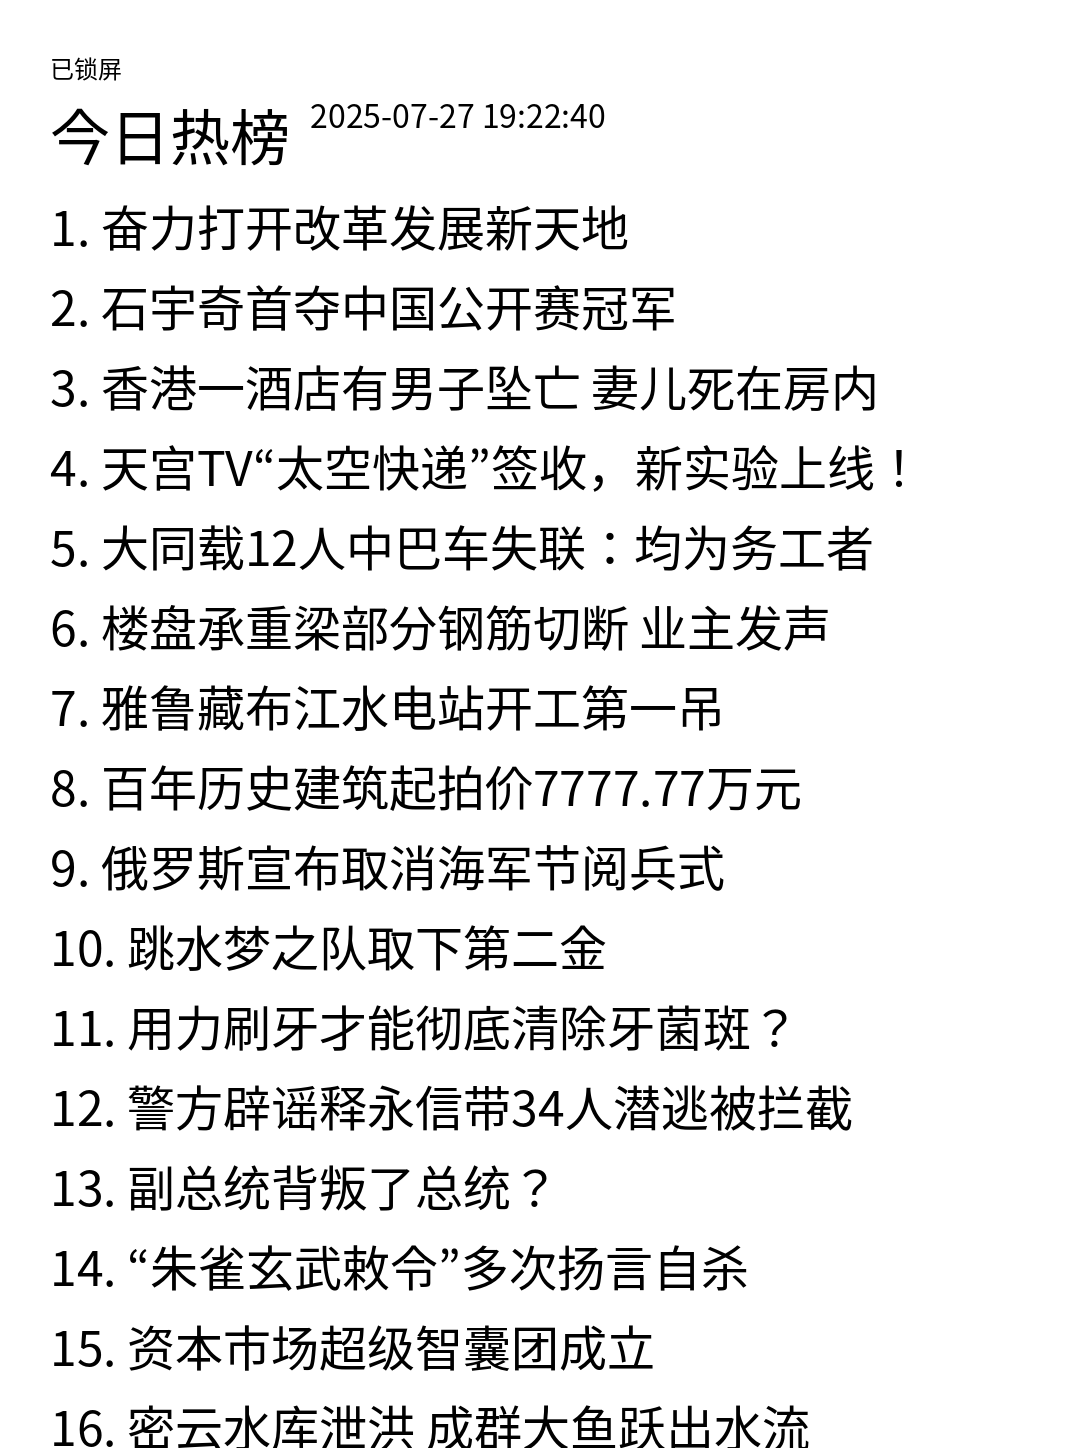 已锁屏
今日热榜 2025-07-27 19:22:40
1. 奋力打开改革发展新天地
2. 石宇奇首夺中国公开赛冠军
3. 香港一酒店有男子坠亡 妻儿死在房内
4. 天宫TV“太空快递”签收，新实验上线！
5. 大同载12人中巴车失联：均为务工者
6. 楼盘承重梁部分钢筋切断 业主发声
7. 雅鲁藏布江水电站开工第一吊
8. 百年历史建筑起拍价7777.77万元
9. 俄罗斯宣布取消海军节阅兵式
10. 跳水梦之队取下第二金
11. 用力刷牙才能彻底清除牙菌斑？
12. 警方辟谣释永信带34人潜逃被拦截
13. 副总统背叛了总统？
14. “朱雀玄武敕令”多次扬言自杀
15. 资本市场超级智囊团成立
16. 密云水库泄洪 成群大鱼跃出水流